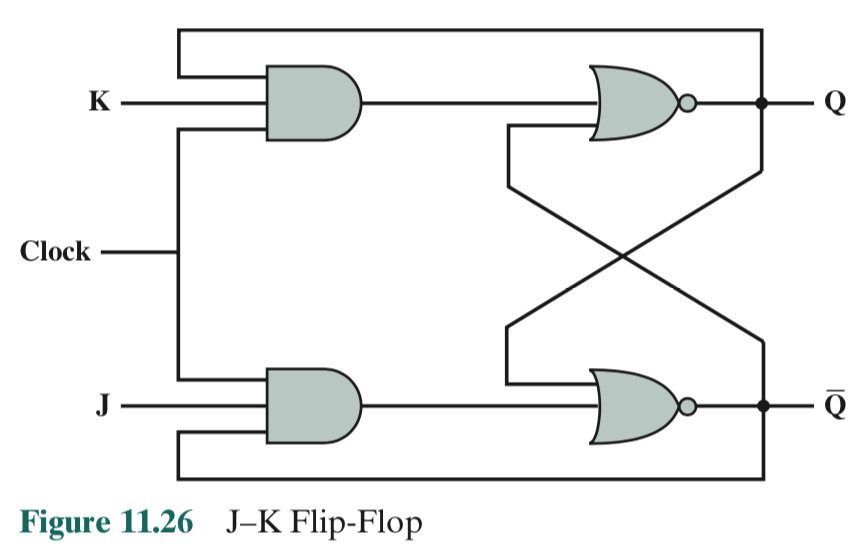 K
Q
Clock
J
Q̅
Figure 11.26 J–K Flip-Flop